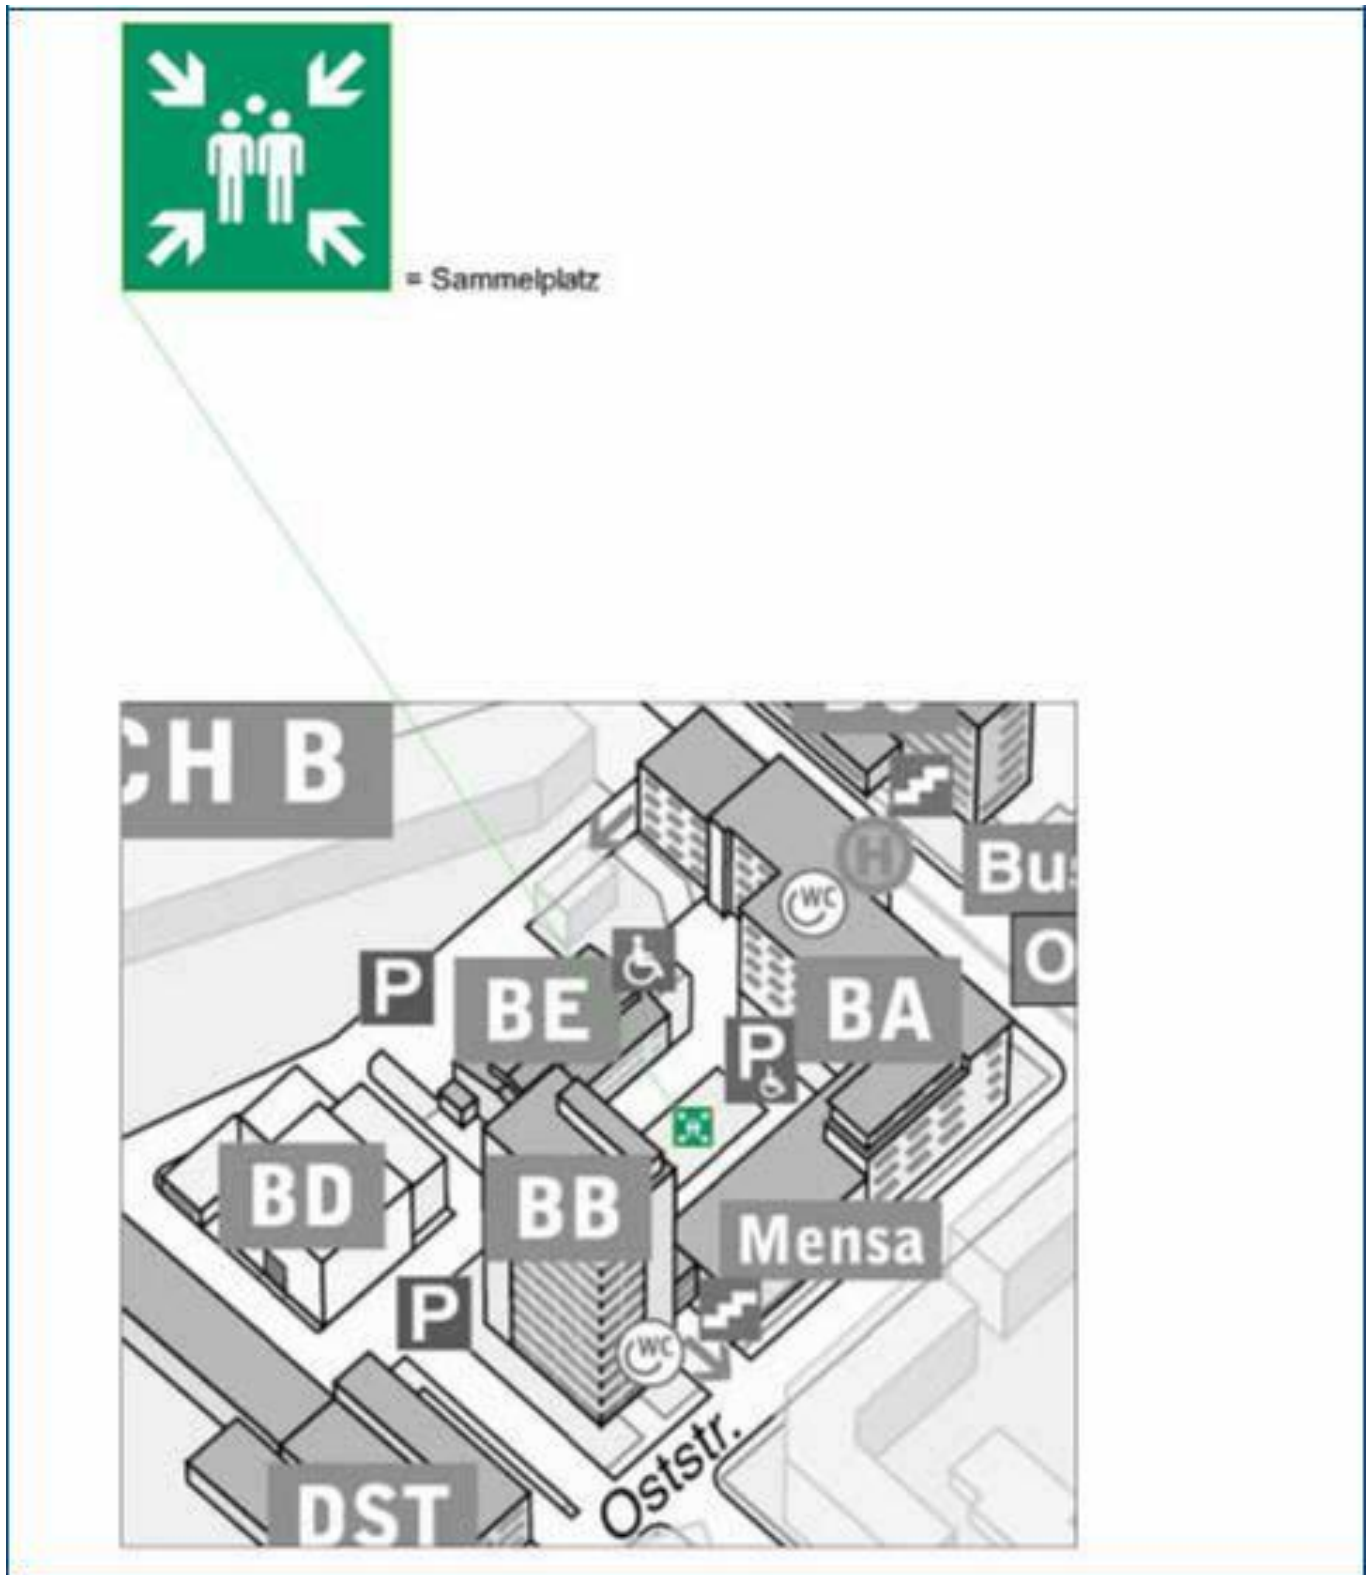 = Sammelplatz
CH B
H
Bus
WC
O
P
BE
BA
P
BD
BB
Mensa
P
WC
Oststr.
DST